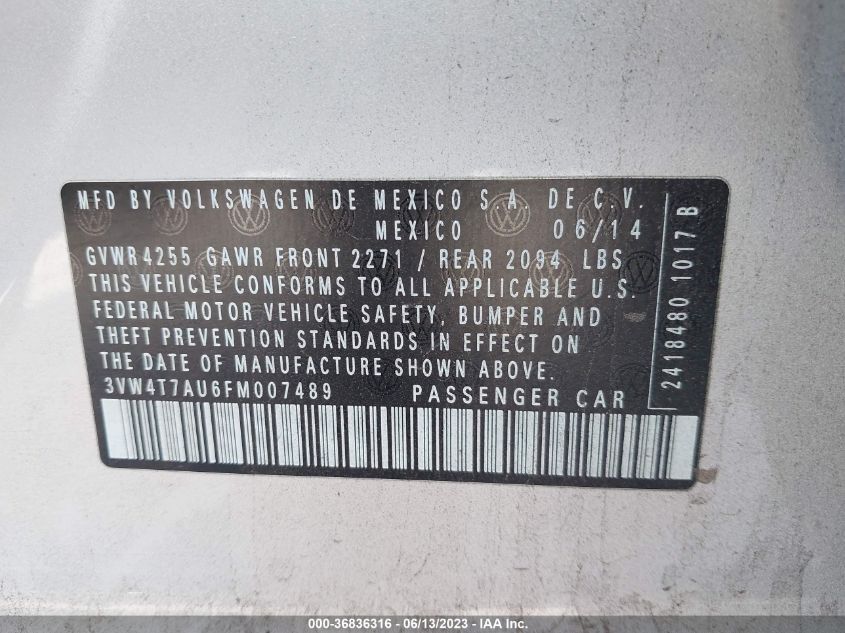 MFD BY VOLKSWAGEN DE MEXICO S.A. DE C.V.
MEXICO 06/14
GVWR 4255 GAWR FRONT 2271 / REAR 2094 LBS
THIS VEHICLE CONFORMS TO ALL APPLICABLE U.S.
FEDERAL MOTOR VEHICLE SAFETY, BUMPER AND
THEFT PREVENTION STANDARDS IN EFFECT ON
THE DATE OF MANUFACTURE SHOWN ABOVE.
3VW4T7AU6FM007489 PASSENGER CAR
2418480 1017 B
000-36836316 - 06/13/2023 - IAA Inc.